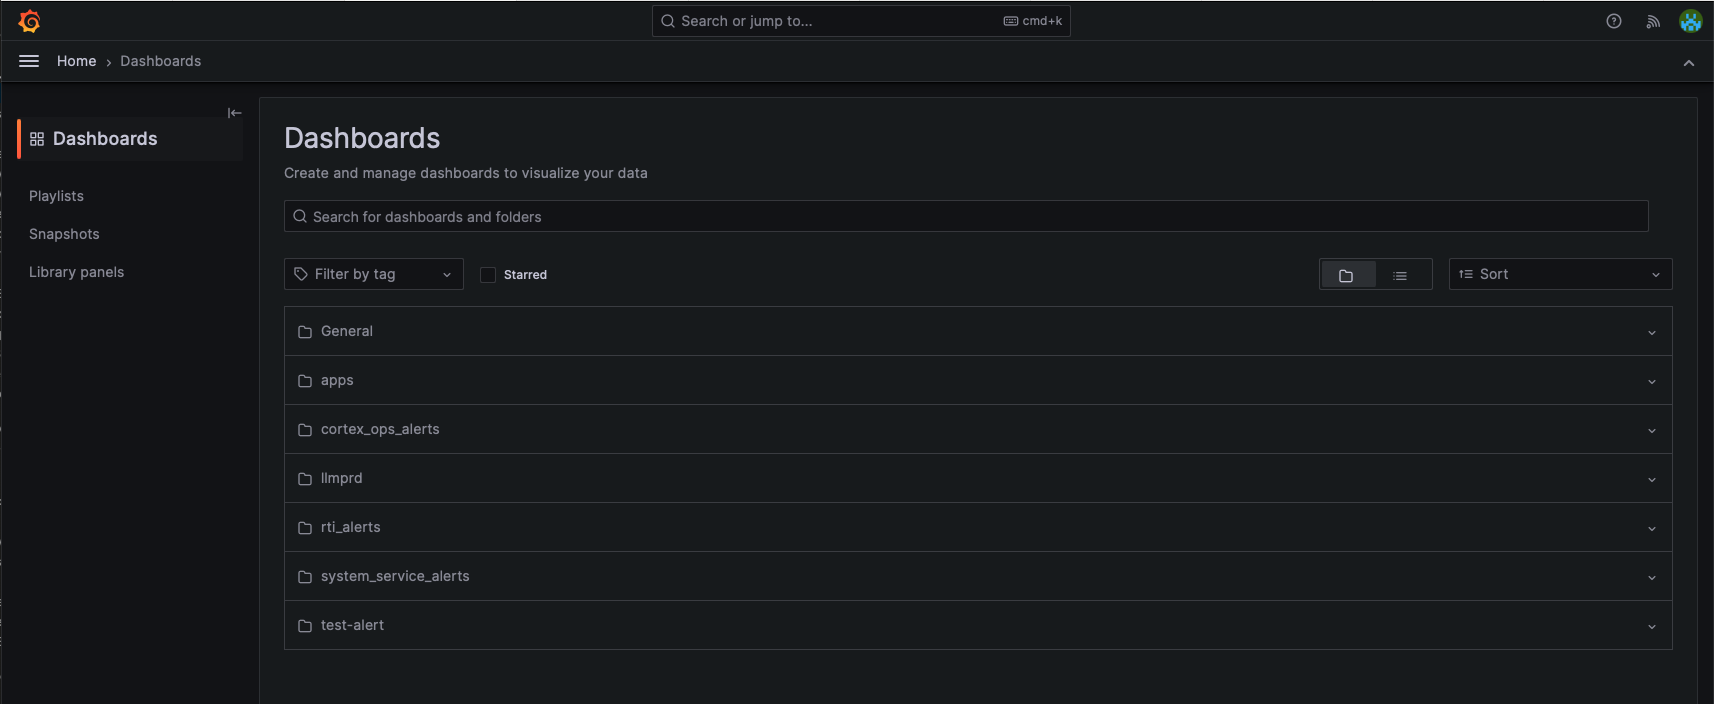 Search or jump to...
cmd+k
Home
Dashboards
Dashboards
Playlists
Snapshots
Library panels
Dashboards
Create and manage dashboards to visualize your data
Search for dashboards and folders
Filter by tag
Starred
Sort
General
apps
cortex_ops_alerts
llmprd
rti_alerts
system_service_alerts
test-alert